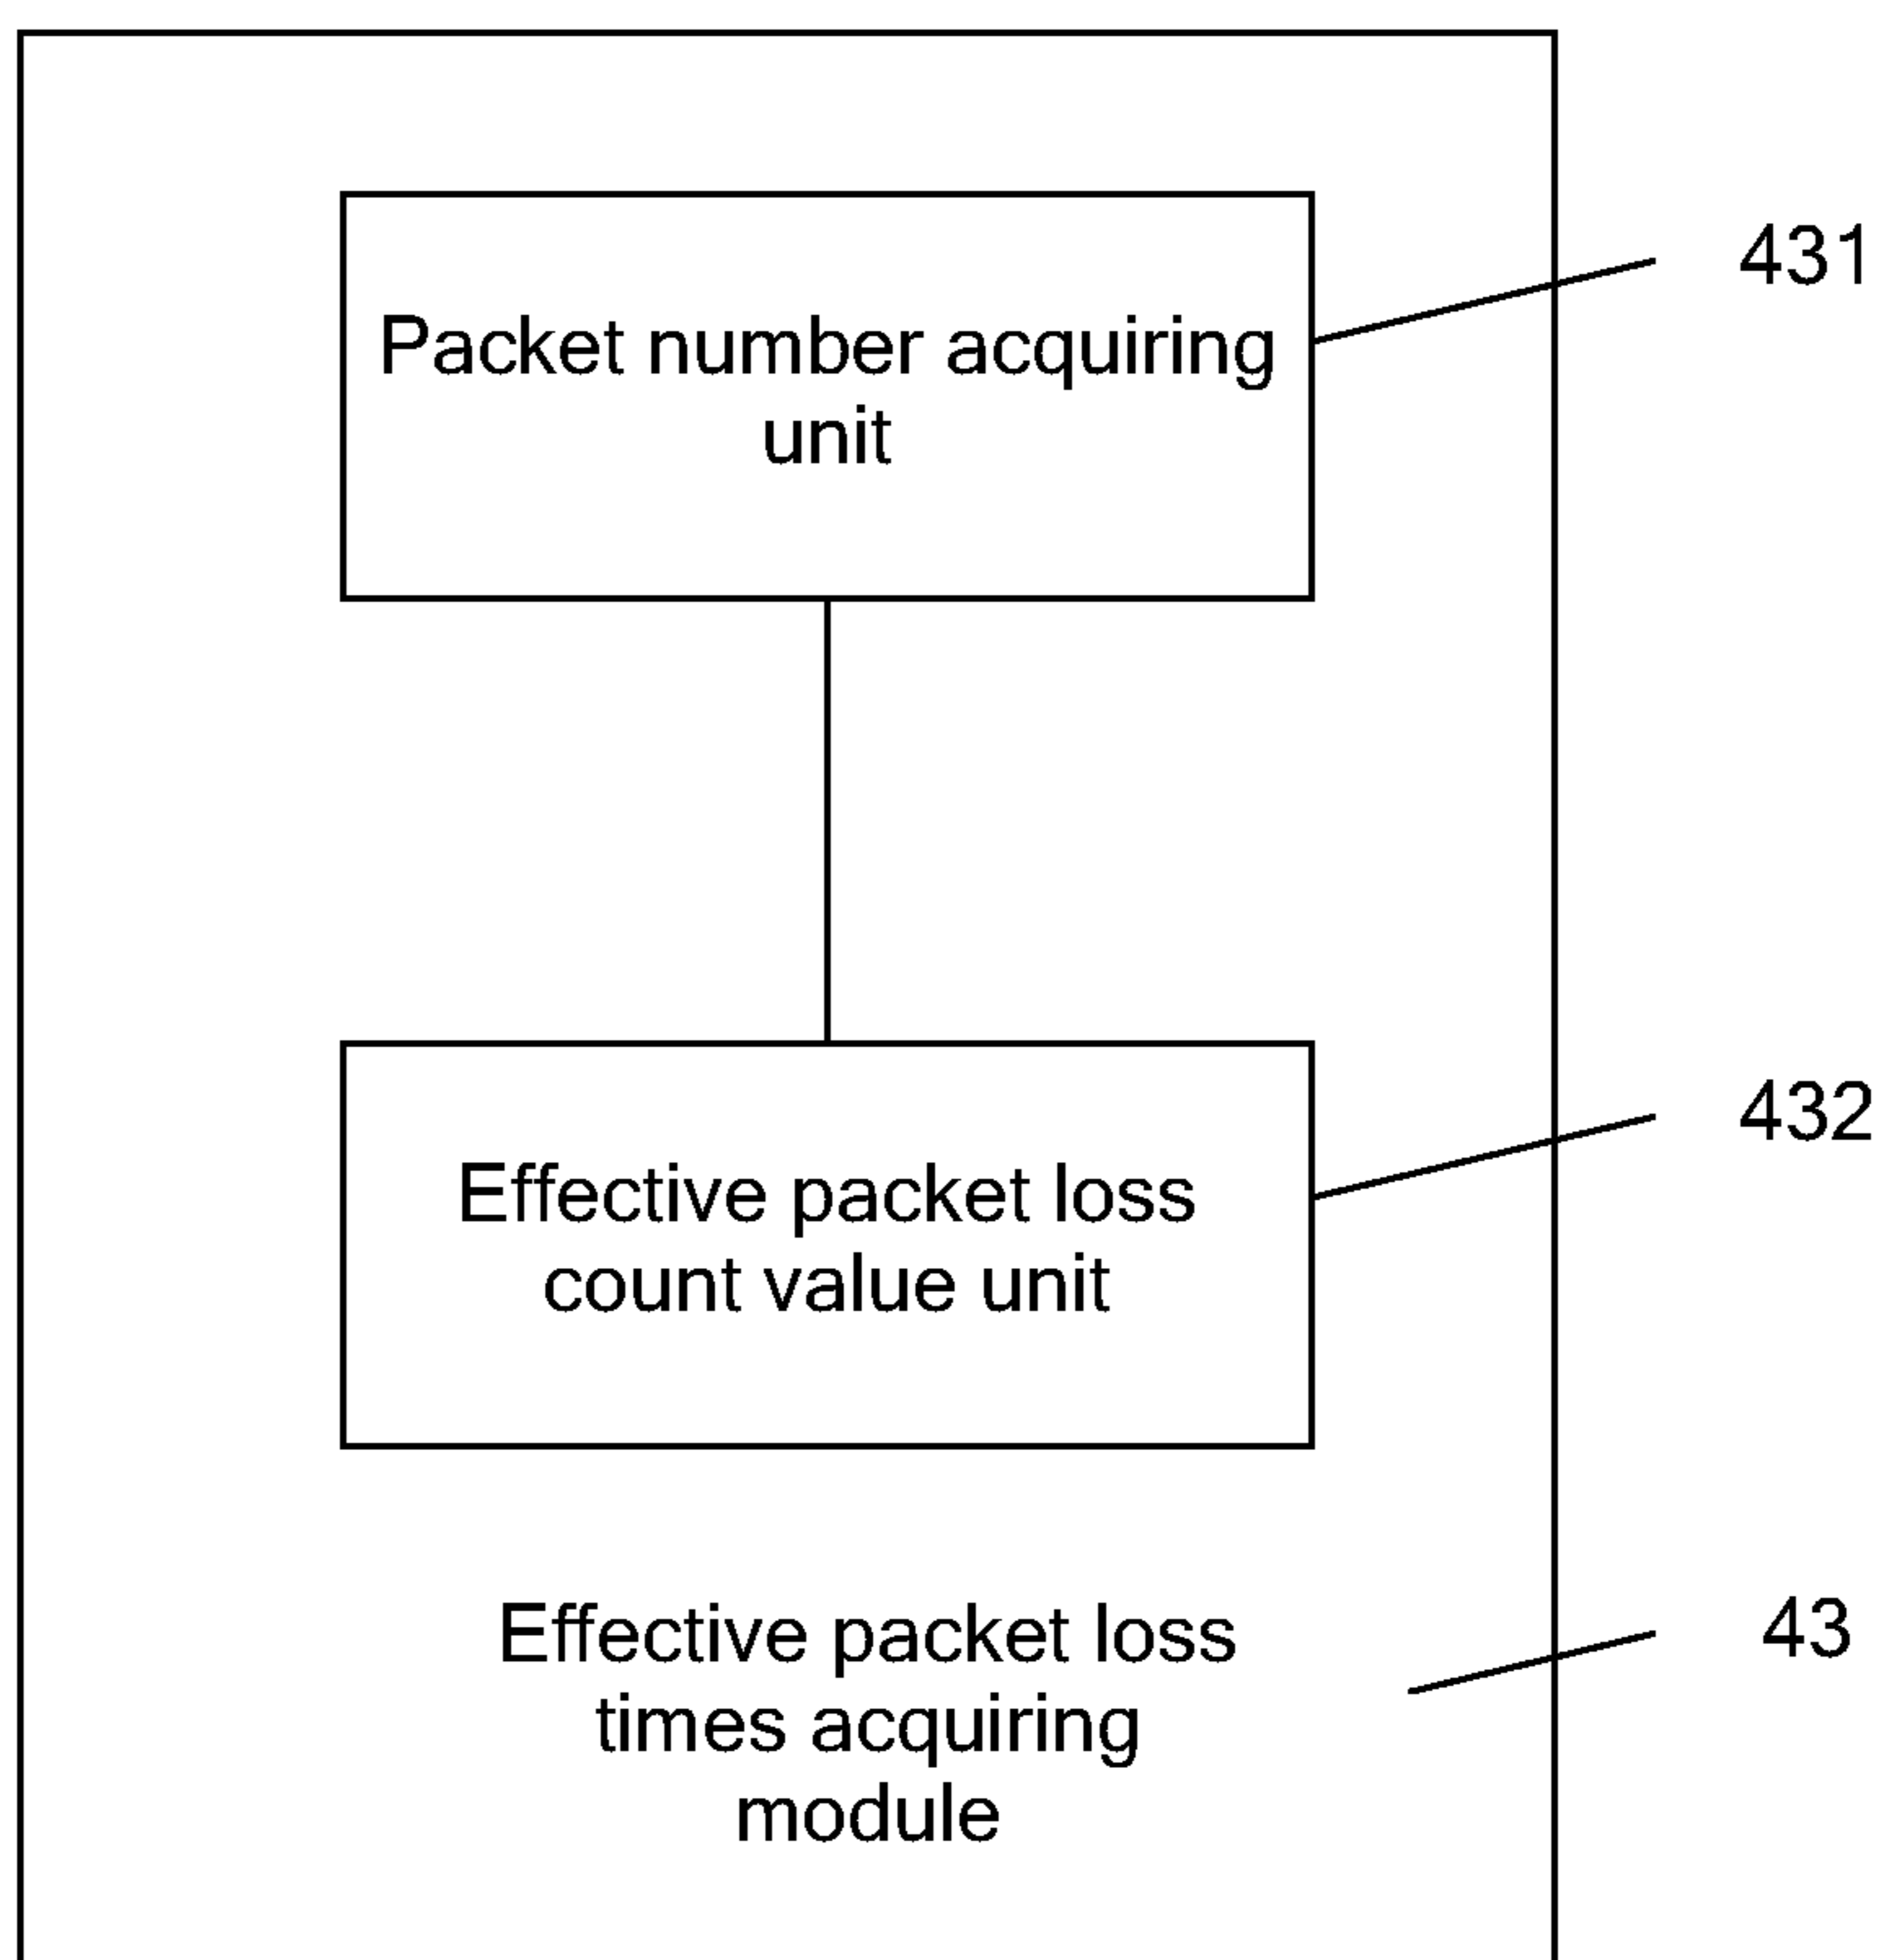 431
Packet number acquiring
unit
432
Effective packet loss
count value unit
43
Effective packet loss
times acquiring
module